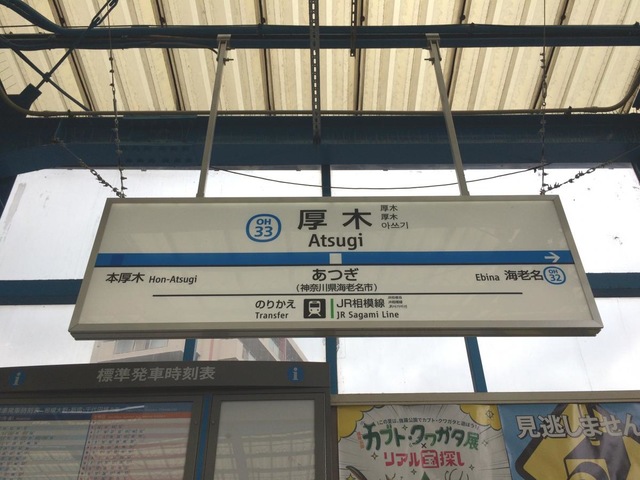 OH
33
厚木
厚木
厚木
아쓰기
Atsugi
本厚木 Hon-Atsugi
あつぎ
(神奈川県海老名市)
Ebina 海老名
OH
32
のりかえ
Transfer
JR相模線
JR Sagami Line
標準発車時刻表
カブト・クワガタ展
リアル宝探し
見逃しません